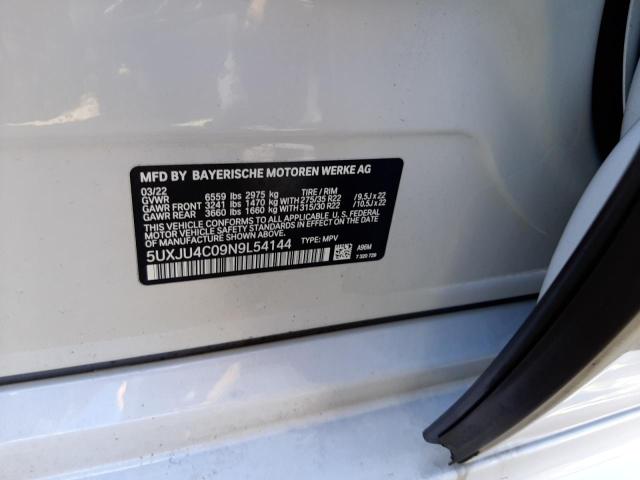 MFD BY BAYERISCHE MOTOREN WERKE AG
03/22 TIRE / RIM
GVWR 6559 lbs 2975 kg
GAWR FRONT 3241 lbs 1470 kg WITH 275/35 R22 /9.5J x 22
GAWR REAR 3660 lbs 1660 kg WITH 315/30 R22 /10.5J x 22
THIS VEHICLE CONFORMS TO ALL APPLICABLE U.S. FEDERAL
MOTOR VEHICLE SAFETY STANDARDS IN EFFECT ON THE DATE OF
MANUFACTURE SHOWN ABOVE.
5UXJU4C09N9L54144 TYPE: MPV
A96M
7 320 729